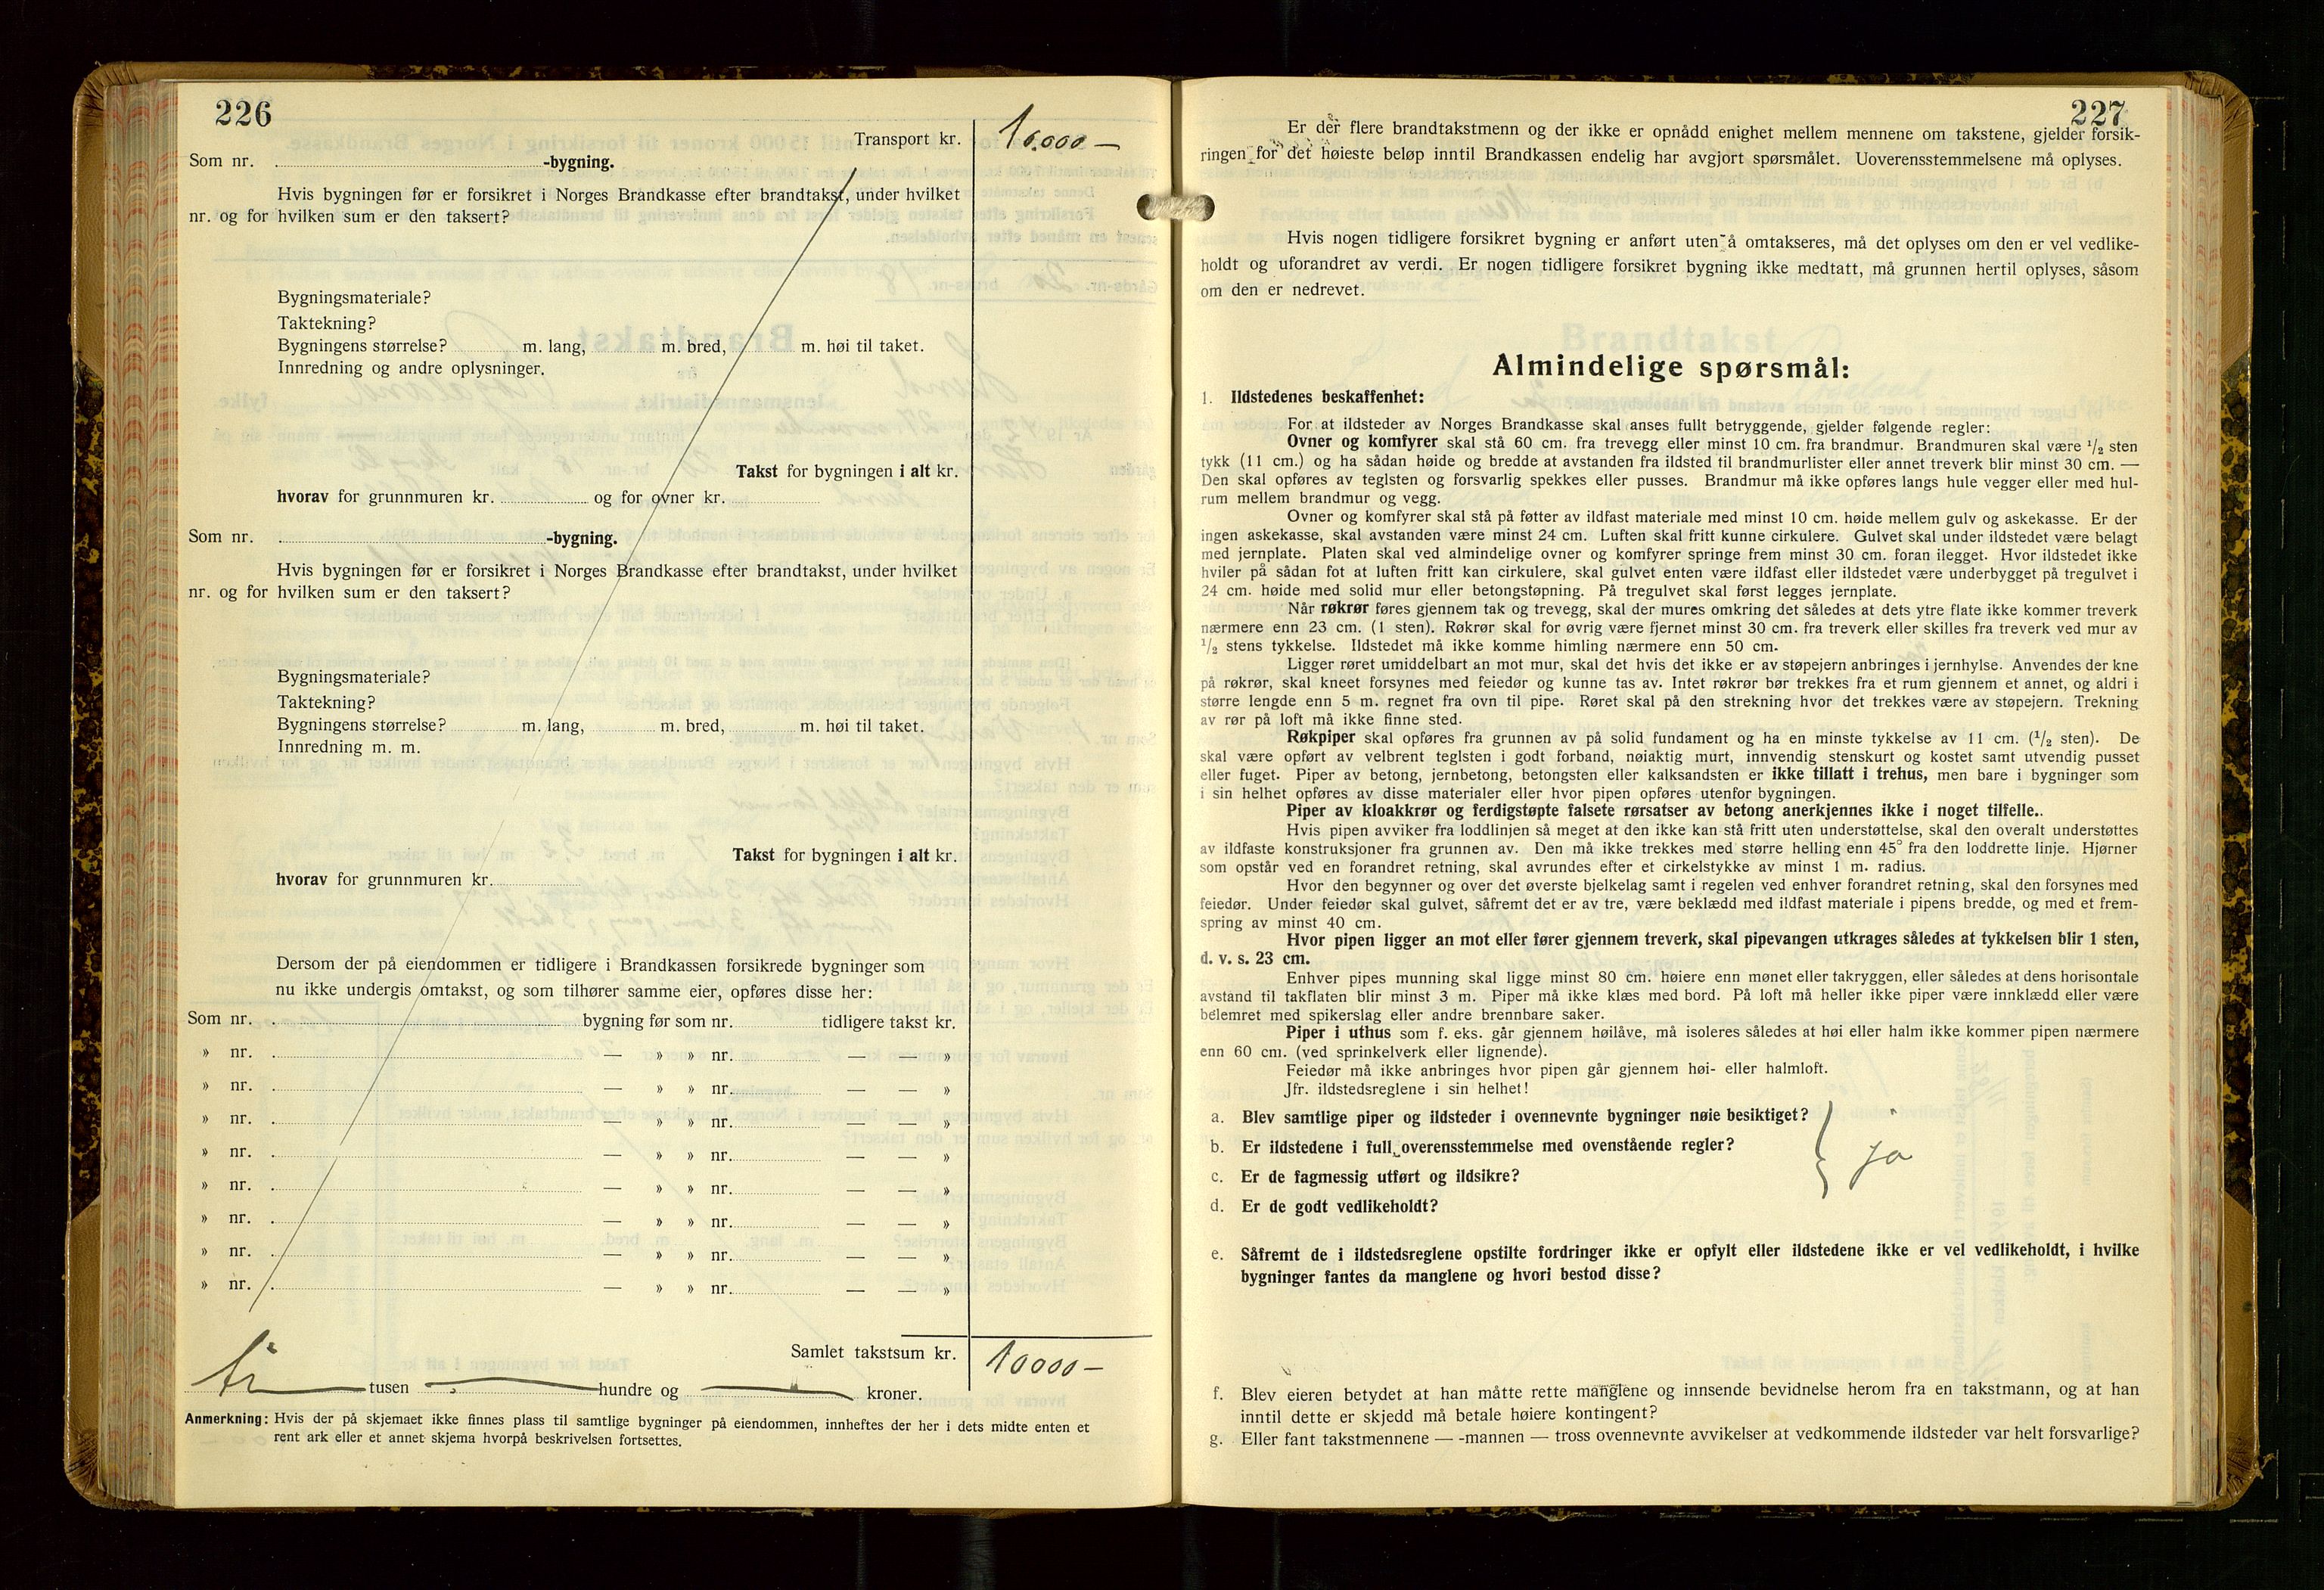 226
Transport kr. 10.000 —
Som nr. -bygning.
Hvis bygningen før er forsikret i Norges Brandkasse efter brandtakst, under hvilket
nr. og for hvilken sum er den taksert?
Bygningsmateriale?
Taktekning?
Bygningens størrelse? m. lang, m. bred, m. høi til taket.
Innredning og andre oplysninger.
Takst for bygningen i alt kr.
hvorav for grunnmuren kr. og for ovner kr.
Som nr. -bygning.
Hvis bygningen før er forsikret i Norges Brandkasse efter brandtakst, under hvilket
nr. og for hvilken sum er den taksert?
Bygningsmateriale?
Taktekning?
Bygningens størrelse? m. lang, m. bred, m. høi til taket.
Innredning m. m.
Takst for bygningen i alt kr.
hvorav for grunnmuren kr.
Dersom der på eiendommen er tidligere i Brandkassen forsikrede bygninger som
nu ikke undergis omtakst, og som tilhører samme eier, opføres disse her:
Som nr. bygning før som nr. tidligere takst kr.
» nr. — » » nr. — — »
» nr. — » » nr. — — »
» nr. — » » nr. — — »
» nr. — » » nr. — — »
» nr. — » » nr. — — »
» nr. — » » nr. — — »
» nr. — » » nr. — — »
» nr. — » » nr. — — »
Samlet takstsum kr. 10000 —
ti tusen — hundre og — kroner.
Anmerkning: Hvis der på skjemaet ikke finnes plass til samtlige bygninger på eiendommen, innheftes der her i dets midte enten et
rent ark eller et annet skjema hvorpå beskrivelsen fortsettes.
227
Er der flere brandtakstmenn og der ikke er opnådd enighet mellem mennene om takstene, gjelder forsik-
ringen for det høieste beløp inntil Brandkassen endelig har avgjort spørsmålet. Uoverensstemmelsene må oplyses.
Hvis nogen tidligere forsikret bygning er anført uten å omtakseres, må det oplyses om den er vel vedlike-
holdt og uforandret av verdi. Er nogen tidligere forsikret bygning ikke medtatt, må grunnen hertil oplyses, såsom
om den er nedrevet.
Almindelige spørsmål:
1. Ildstedenes beskaffenhet:
For at ildsteder av Norges Brandkasse skal anses fullt betryggende, gjelder følgende regler:
Ovner og komfyrer skal stå 60 cm. fra trevegg eller minst 10 cm. fra brandmur. Brandmuren skal være 1/2 sten
tykk (11 cm.) og ha sådan høide og bredde at avstanden fra ildsted til brandmurlister eller annet treverk blir minst 30 cm. —
Den skal opføres av teglsten og forsvarlig spekkes eller pusses. Brandmur må ikke opføres langs hule vegger eller med hul-
rum mellem brandmur og vegg.
Ovner og komfyrer skal stå på føtter av ildfast materiale med minst 10 cm. høide mellem gulv og askekasse. Er der
ingen askekasse, skal avstanden være minst 24 cm. Luften skal fritt kunne cirkulere. Gulvet skal under ildstedet være belagt
med jernplate. Platen skal ved almindelige ovner og komfyrer springe frem minst 30 cm. foran ilegget. Hvor ildstedet ikke
hviler på sådan fot at luften fritt kan cirkulere, skal gulvet enten være ildfast eller ildstedet være underbygget på tregulvet i
24 cm. høide med solid mur eller betongstøpning. På tregulvet skal først legges jernplate.
Når røkrør føres gjennem tak og trevegg, skal der mures omkring det således at dets ytre flate ikke kommer treverk
nærmere enn 23 cm. (1 sten). Røkrør skal for øvrig være fjernet minst 30 cm. fra treverk eller skilles fra treverk ved mur av
1/2 stens tykkelse. Ildstedet må ikke komme himling nærmere enn 50 cm.
Ligger røret umiddelbart an mot mur, skal det hvis det ikke er av støpejern anbringes i jernhylse. Anvendes der kne
på røkrør, skal kneet forsynes med feiedør og kunne tas av. Intet røkrør bør trekkes fra et rum gjennem et annet, og aldri i
større lengde enn 5 m. regnet fra ovn til pipe. Røret skal på den strekning hvor det trekkes være av støpejern. Trekning
av rør på loft må ikke finne sted.
Røkpiper skal opføres fra grunnen av på solid fundament og ha en minste tykkelse av 11 cm. (1/2 sten). De
skal være opført av velbrent teglsten i godt forband, nøiaktig murt, innvendig stenskurt og kostet samt utvendig pusset
eller fuget. Piper av betong, jernbetong, betongsten eller kalksandsten er ikke tillatt i trehus, men bare i bygninger som
i sin helhet opføres av disse materialer eller hvor pipen opføres utenfor bygningen.
Piper av kloakkrør og ferdigstøpte falsete rørsatser av betong anerkjennes ikke i noget tilfelle.
Hvis pipen avviker fra loddlinjen så meget at den ikke kan stå fritt uten understøttelse, skal den overalt understøttes
av ildfaste konstruksjoner fra grunnen av. Den må ikke trekkes med større helling enn 45° fra den loddrette linje. Hjørner
som opstår ved en forandret retning, skal avrundes efter et cirkelstykke av minst 1 m. radius.
Hvor den begynner og over det øverste bjelkelag samt i regelen ved enhver forandret retning, skal den forsynes med
feiedør. Under feiedør skal gulvet, såfremt det er av tre, være beklædd med ildfast materiale i pipens bredde, og med et frem-
spring av minst 40 cm.
Hvor pipen ligger an mot eller fører gjennem treverk, skal pipevangen utkrages således at tykkelsen blir 1 sten,
d. v. s. 23 cm.
Enhver pipes munning skal ligge minst 80 cm. høiere enn mønet eller takryggen, eller således at dens horisontale
avstand til takflaten blir minst 3 m. Piper må ikke klæs med bord. På loft må heller ikke piper være innklædd eller være
belemret med spikerslag eller andre brennbare saker.
Piper i uthus som f. eks. går gjennem høilåve, må isoleres således at høi eller halm ikke kommer pipen nærmere
enn 60 cm. (ved sprinkelverk eller lignende).
Feiedør må ikke anbringes hvor pipen går gjennem høi- eller halmloft.
Jfr. ildstedsreglene i sin helhet!
a. Blev samtlige piper og ildsteder i ovennevnte bygninger nøie besiktiget?
b. Er ildstedene i full overensstemmelse med ovenstående regler?
ja
c. Er de fagmessig utført og ildsikre?
d. Er de godt vedlikeholdt?
e. Såfremt de i ildstedsreglene opstilte fordringer ikke er opfylt eller ildstedene ikke er vel vedlikeholdt, i hvilke
bygninger fantes da manglene og hvori bestod disse?
f. Blev eieren betydet at han måtte rette manglene og innsende bevidnelse herom fra en takstmann, og at han
inntil dette er skjedd må betale høiere kontingent?
g. Eller fant takstmennene — -mannen — tross ovennevnte avvikelser at vedkommende ildsteder var helt forsvarlige?